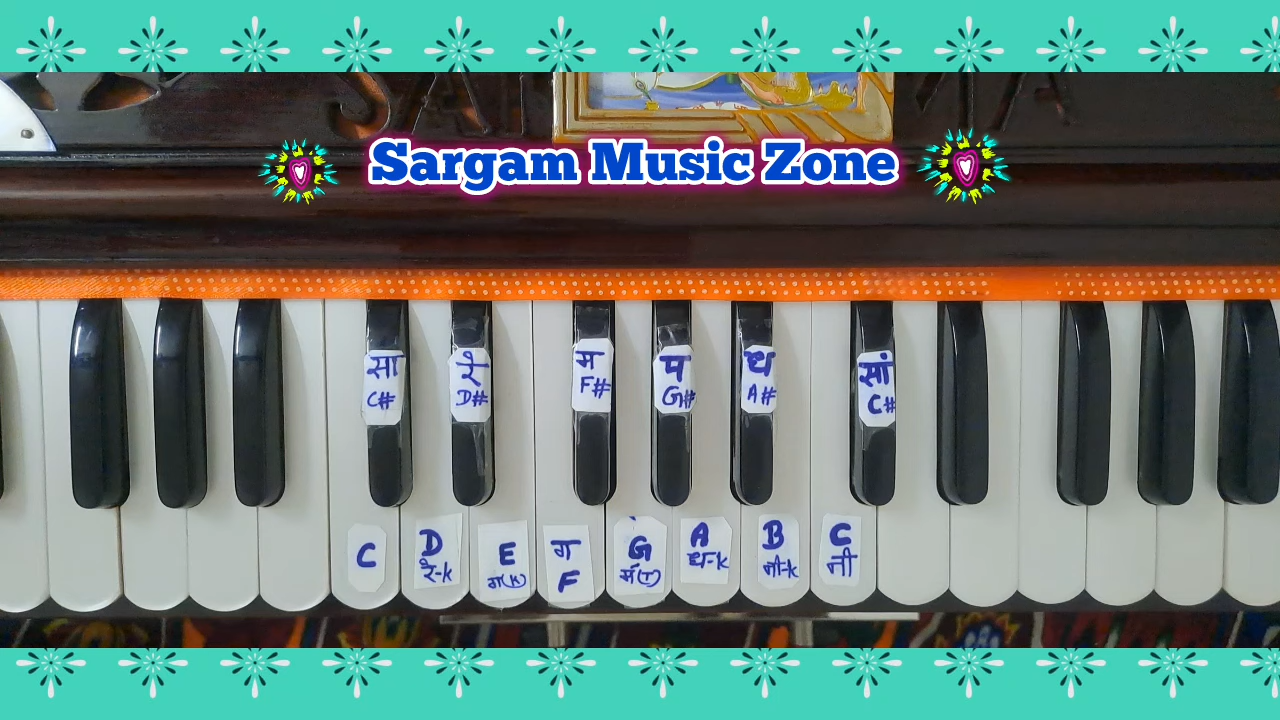 Sargam Music Zone
सा
C#
रे
D#
म
F#
प
G#
ध
A#
सां
C#
C
D
रे-k
E
ग(k)
ग
F
G
र्म(T)
A
ध-k
B
नी-k
C
नी